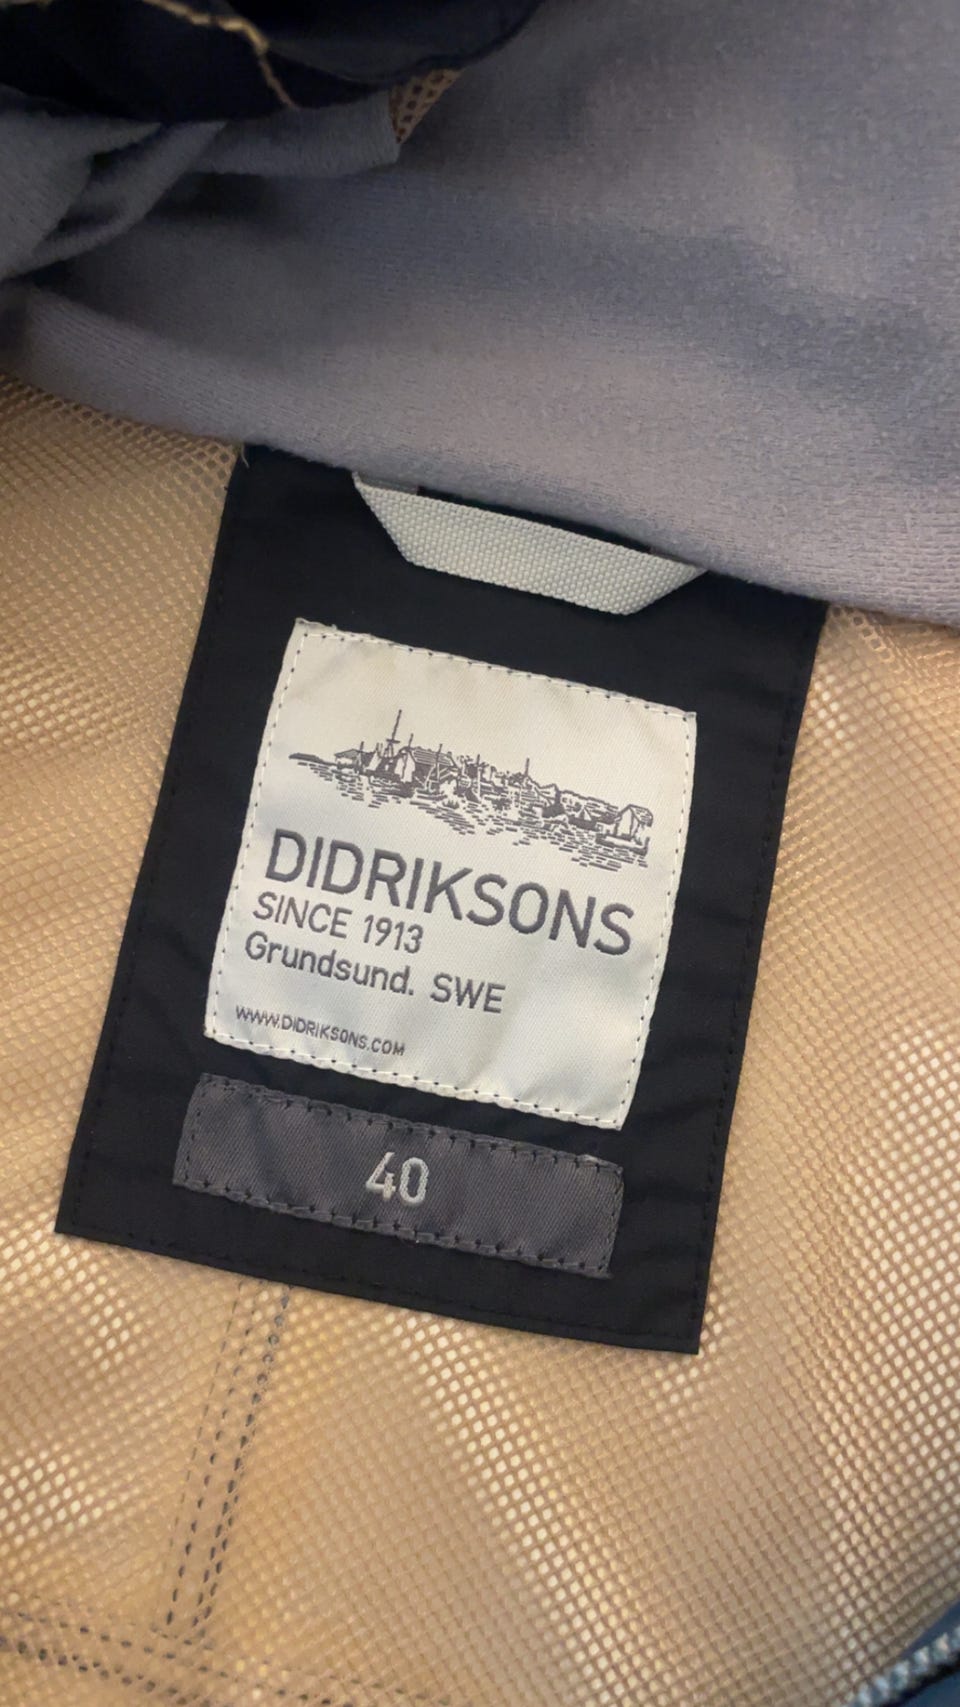 DIDRIKSONS
SINCE 1913
Grundsund. SWE
WWW.DIDRIKSONS.COM
40